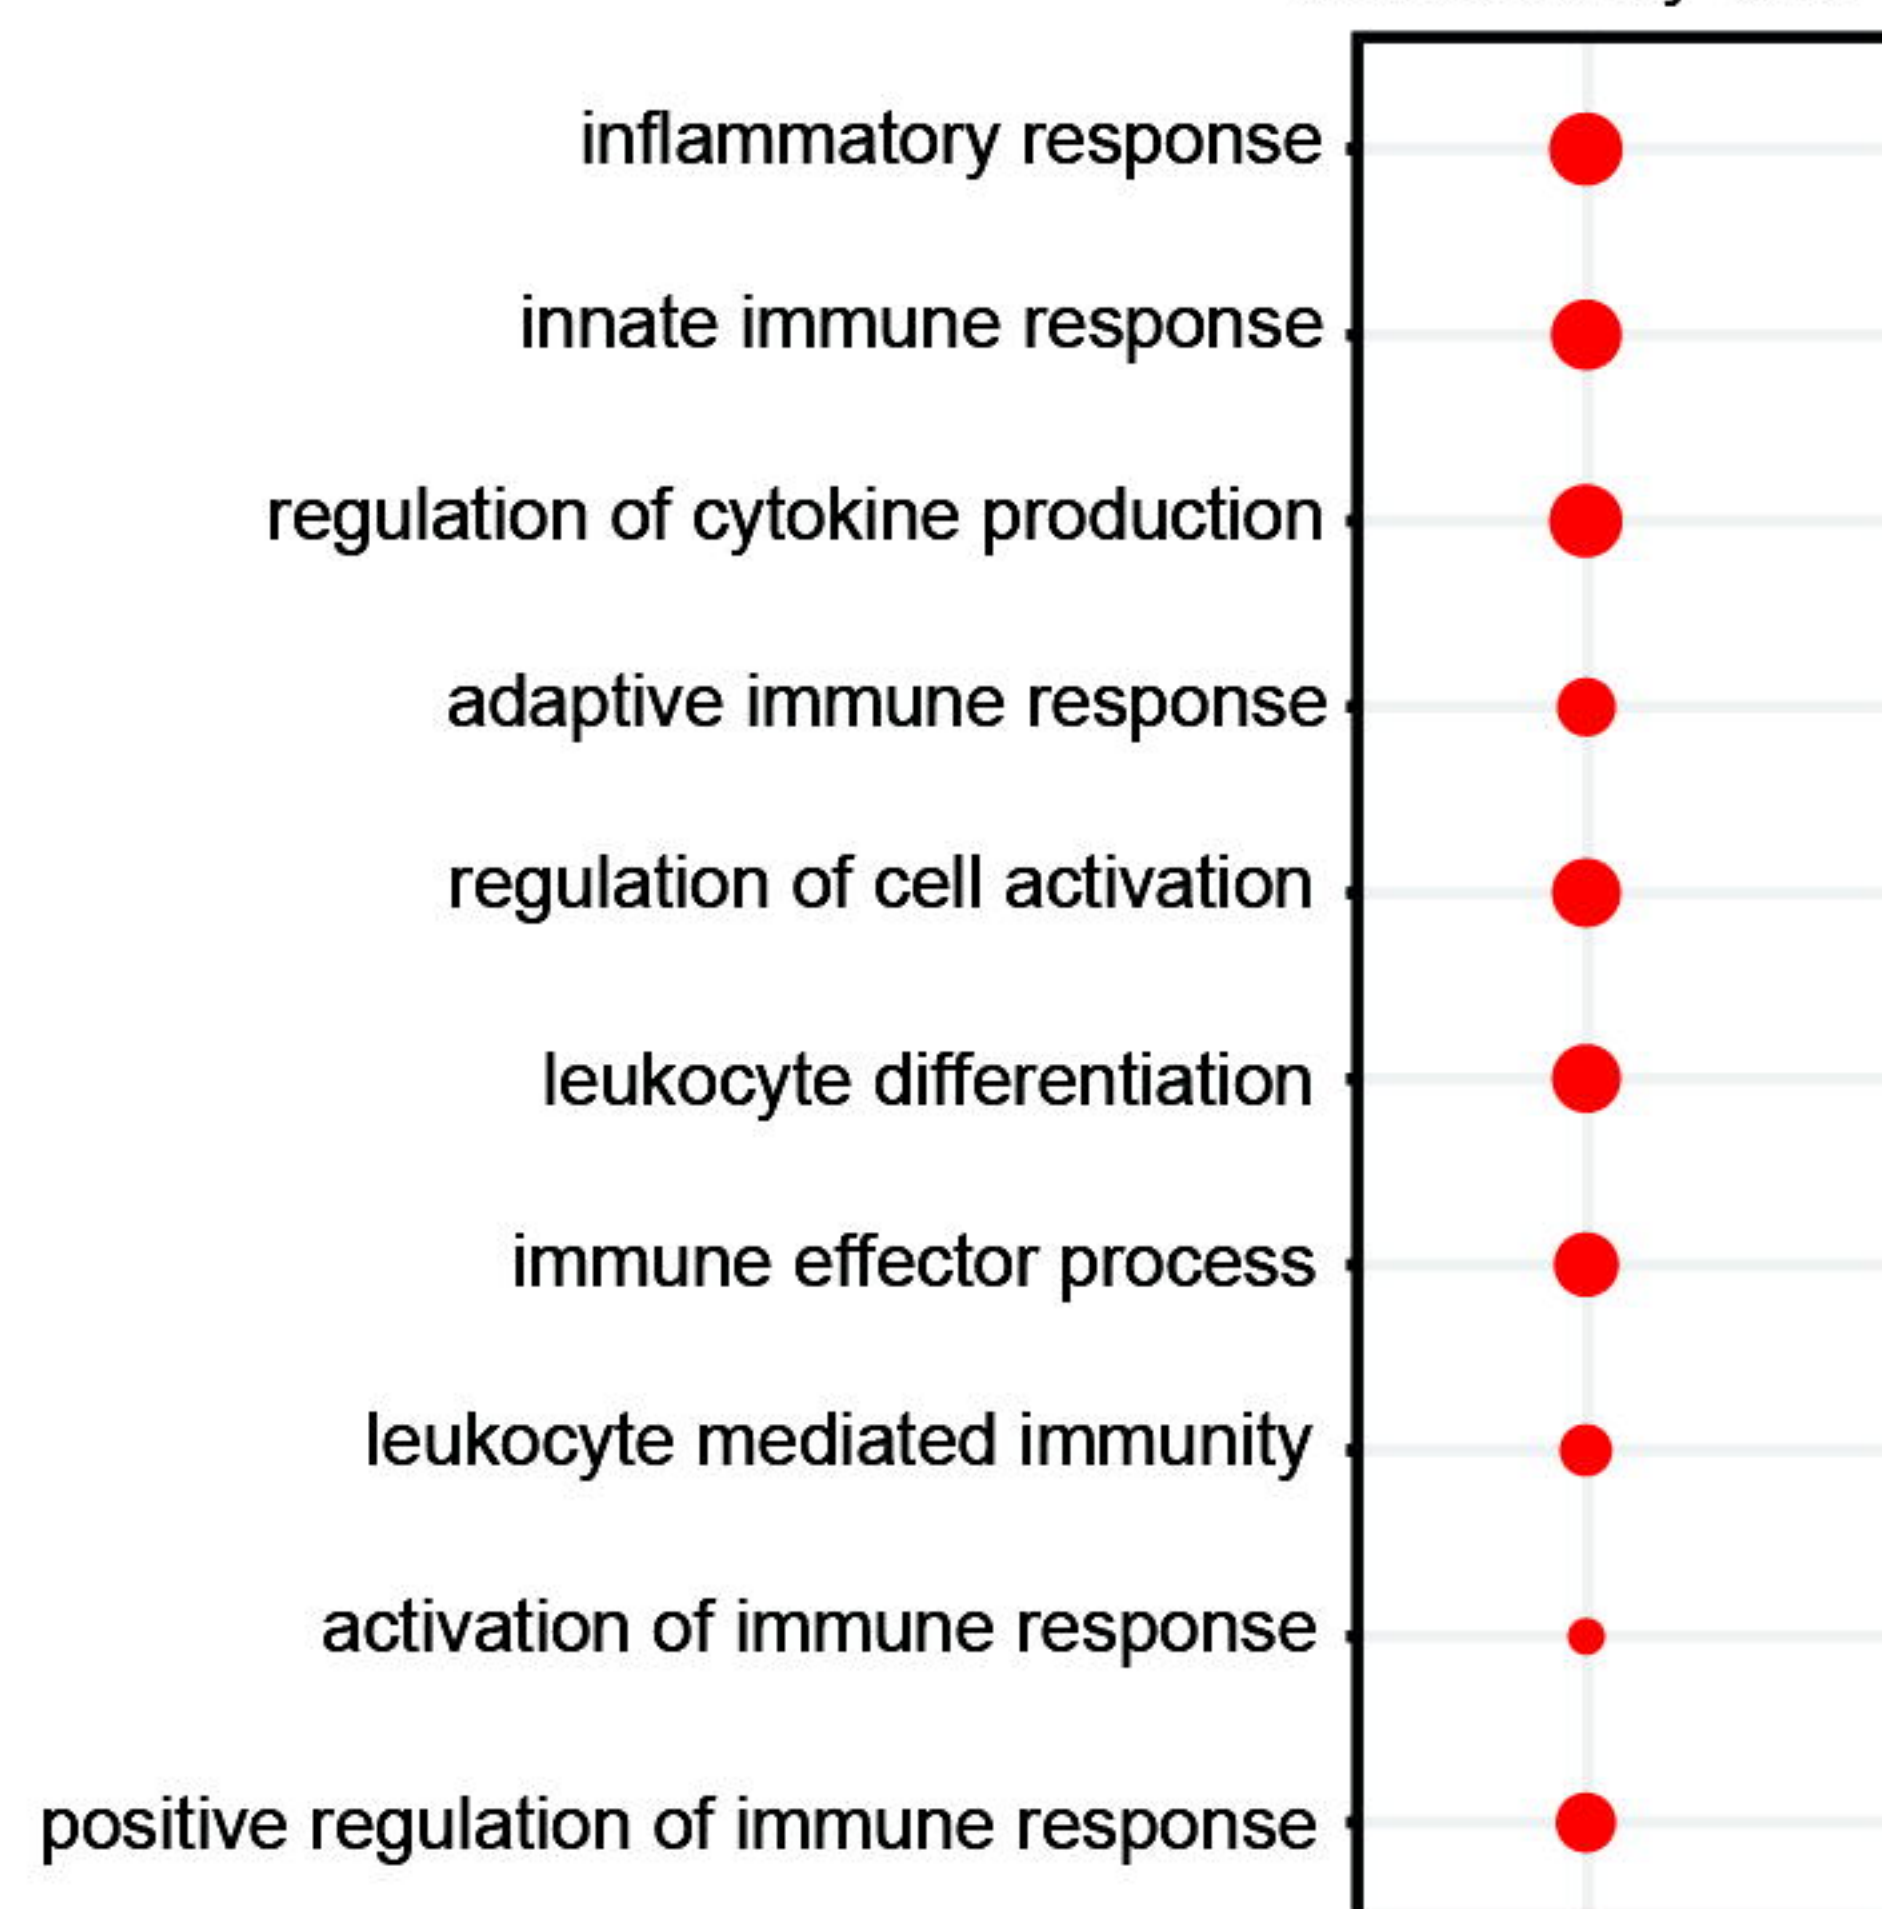 inflammatory response
innate immune response
regulation of cytokine production
adaptive immune response
regulation of cell activation
leukocyte differentiation
immune effector process
leukocyte mediated immunity
activation of immune response
positive regulation of immune response